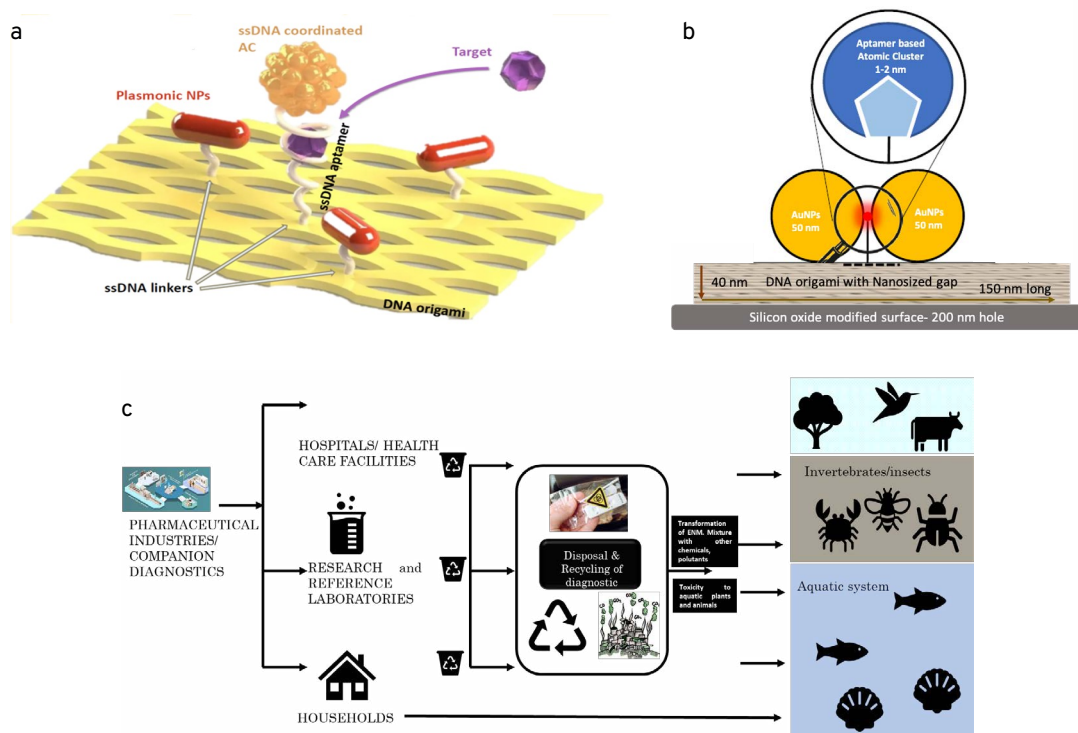 a
ssDNA coordinated
AC
Target
Plasmonic NPs
ssDNA aptamer
ssDNA linkers
DNA origami
b
Aptamer based
Atomic Cluster
1-2 nm
AuNPs
50 nm
AuNPs
50 nm
40 nm
DNA origami with Nanosized gap
150 nm long
Silicon oxide modified surface- 200 nm hole
c
HOSPITALS/ HEALTH
CARE FACILITIES
PHARMACEUTICAL
INDUSTRIES/
COMPANION
DIAGNOSTICS
RESEARCH and
REFERENCE
LABORATORIES
HOUSEHOLDS
Disposal &
Recycling of
diagnostic
Transformation
of ENM. Mixture
with other
chemicals,
polutants
Toxicity to
aquatic plants
and animals
Invertebrates/insects
Aquatic system